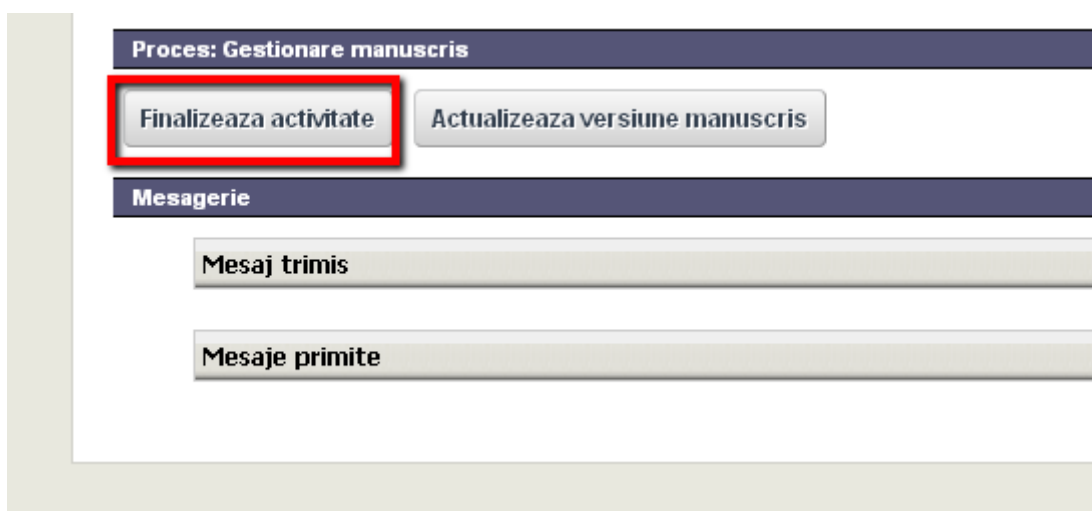 Proces: Gestionare manuscris
Finalizeaza activitate Actualizeaza versiune manuscris
Mesagerie
Mesaj trimis
Mesaje primite